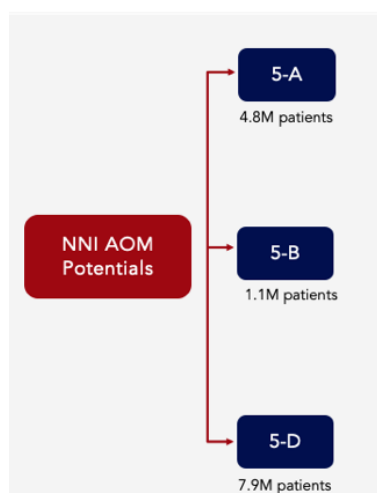 5-A
4.8M patients
NNI AOM
Potentials
5-B
1.1M patients
5-D
7.9M patients